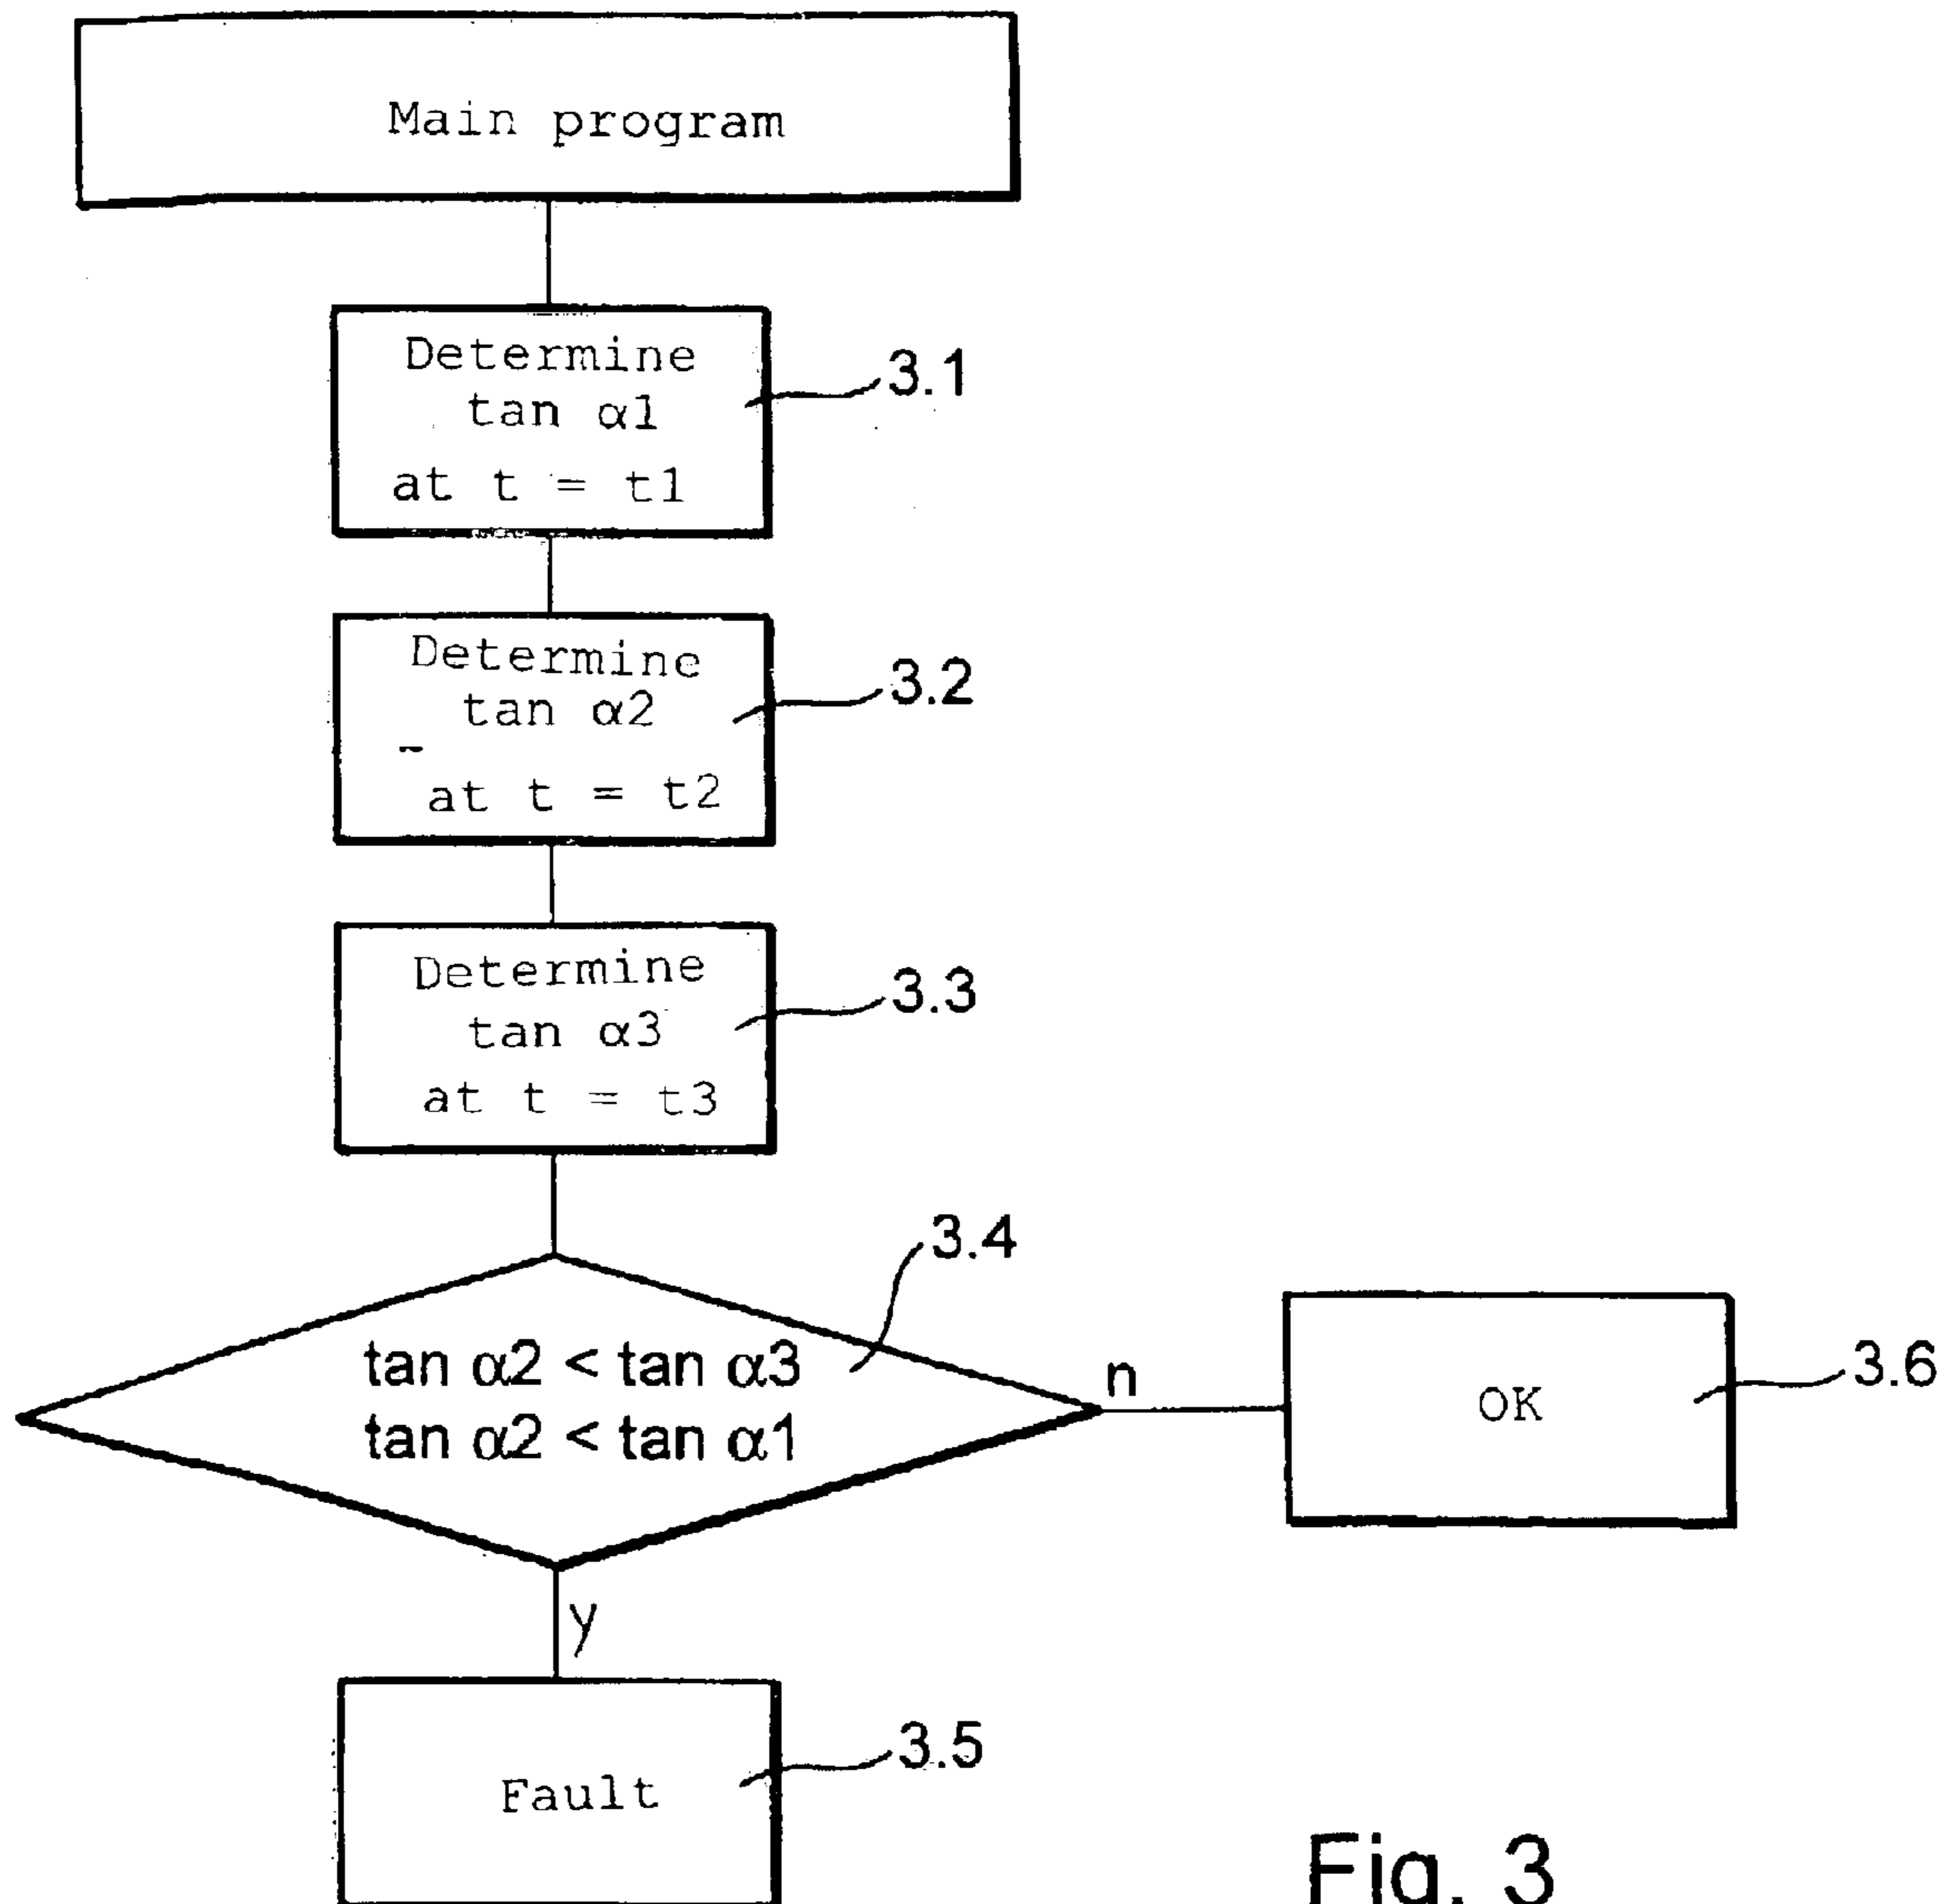 Main program
Determine
tan α1
at t = t1
3.1
Determine
tan α2
at t = t2
3.2
Determine
tan α3
at t = t3
3.3
3.4
tan α2 < tan α3
tan α2 < tan α1
n
OK
3.6
y
Fault
3.5
Fig. 3